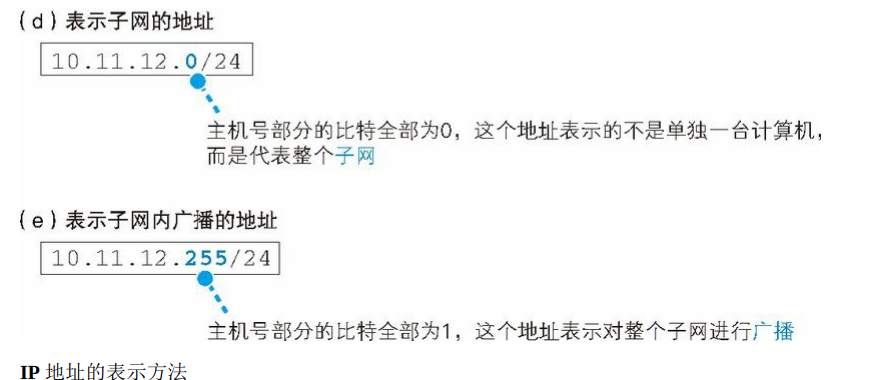 （d）表示子网的地址
10.11.12.0/24
主机号部分的比特全部为0，这个地址表示的不是单独一台计算机，
而是代表整个子网
（e）表示子网内广播的地址
10.11.12.255/24
主机号部分的比特全部为1，这个地址表示对整个子网进行广播
IP 地址的表示方法